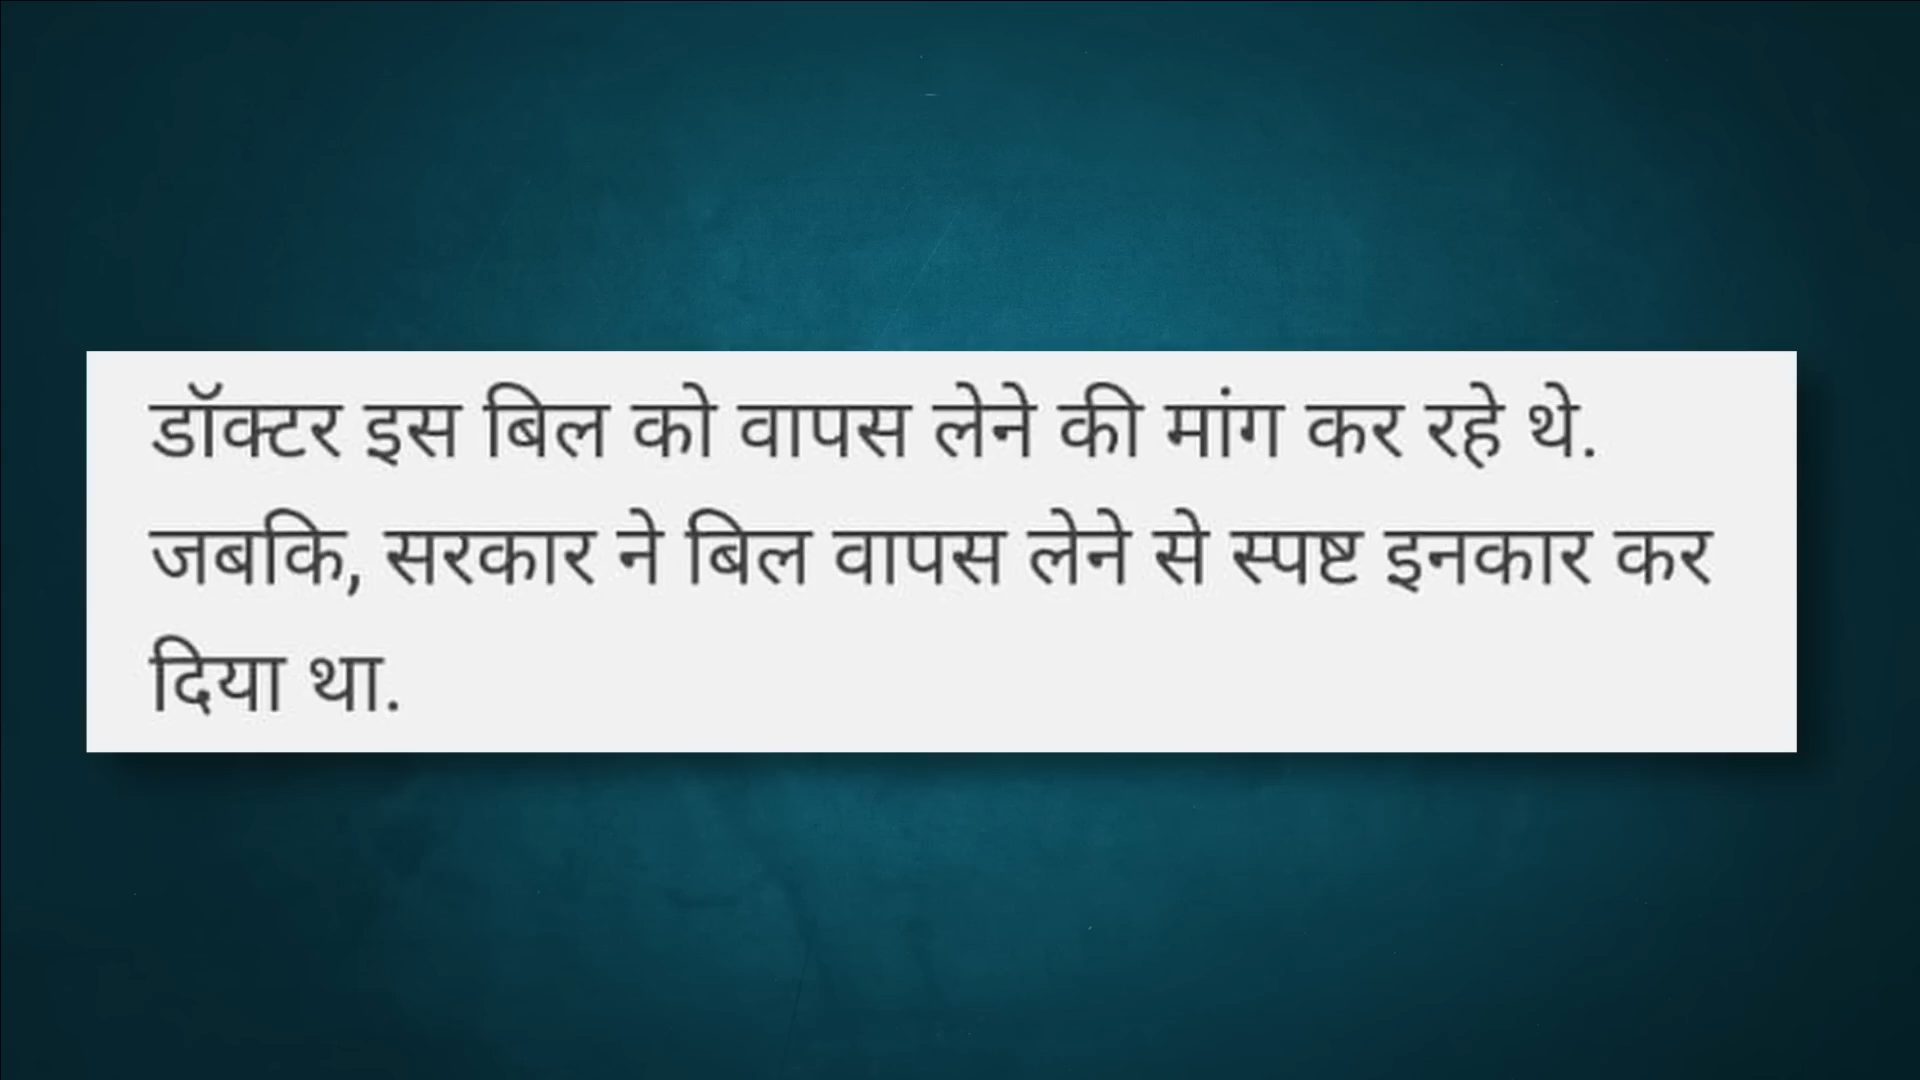 डॉक्टर इस बिल को वापस लेने की मांग कर रहे थे.
जबकि, सरकार ने बिल वापस लेने से स्पष्ट इनकार कर
दिया था.